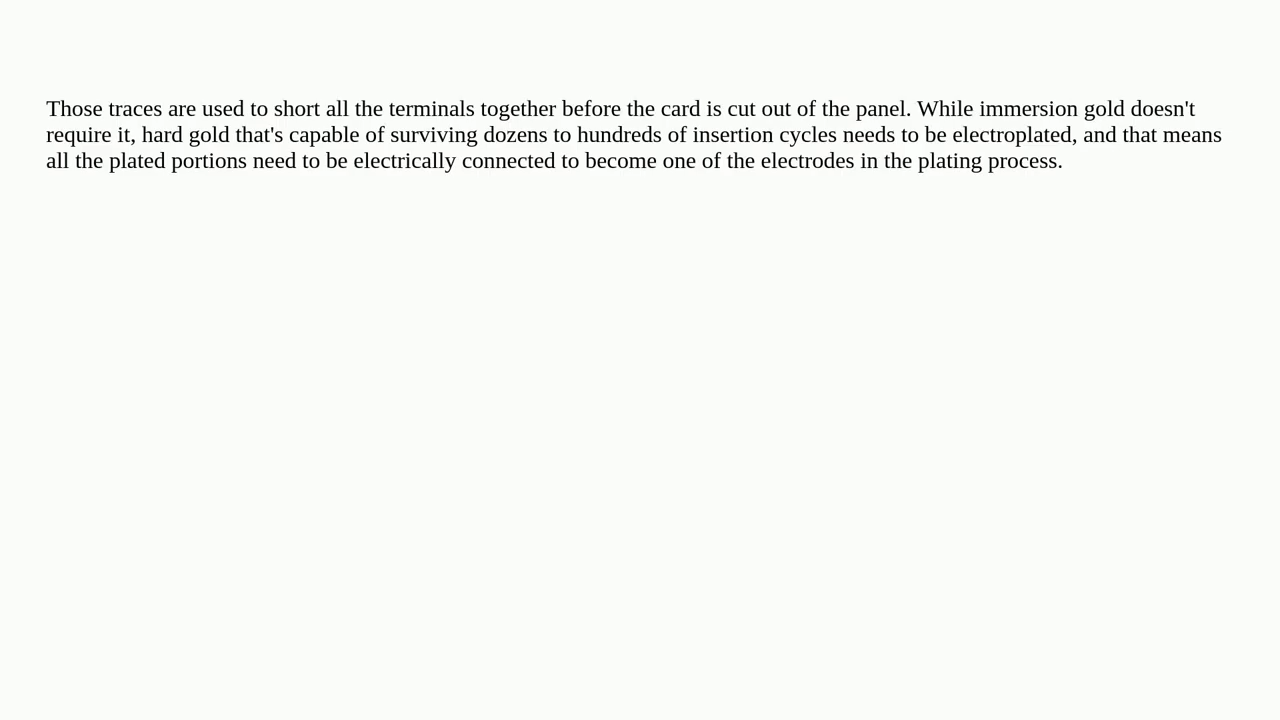 Those traces are used to short all the terminals together before the card is cut out of the panel. While immersion gold doesn't
require it, hard gold that's capable of surviving dozens to hundreds of insertion cycles needs to be electroplated, and that means
all the plated portions need to be electrically connected to become one of the electrodes in the plating process.